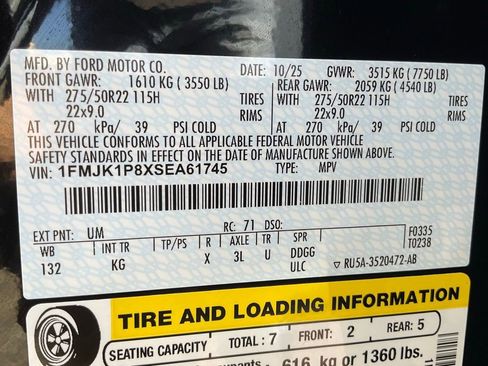 MFD. BY FORD MOTOR CO. DATE: 10/25 GVWR: 3515 KG (7750 LB)
FRONT GAWR: 1610 KG (3550 LB) REAR GAWR: 2059 KG (4540 LB)
WITH 275/50R22 115H TIRES WITH 275/50R22 115H TIRES
22x9.0 RIMS 22x9.0 RIMS
AT 270 kPa/ 39 PSI COLD AT 270 kPa/ 39 PSI COLD
THIS VEHICLE CONFORMS TO ALL APPLICABLE FEDERAL MOTOR VEHICLE
SAFETY STANDARDS IN EFFECT ON THE DATE OF MANUFACTURE SHOWN ABOVE.
VIN: 1FMJK1P8XSEA61745 TYPE: MPV
EXT PNT: UM RC: 71 DSO: F0335
WB INT TR TP/PS R AXLE TR SPR T0238
132 KG X 3L U DDGG
ULC ▽ RU5A-3520472-AB
TIRE AND LOADING INFORMATION
SEATING CAPACITY TOTAL: 7 FRONT: 2 REAR: 5
616 kg or 1360 lbs.